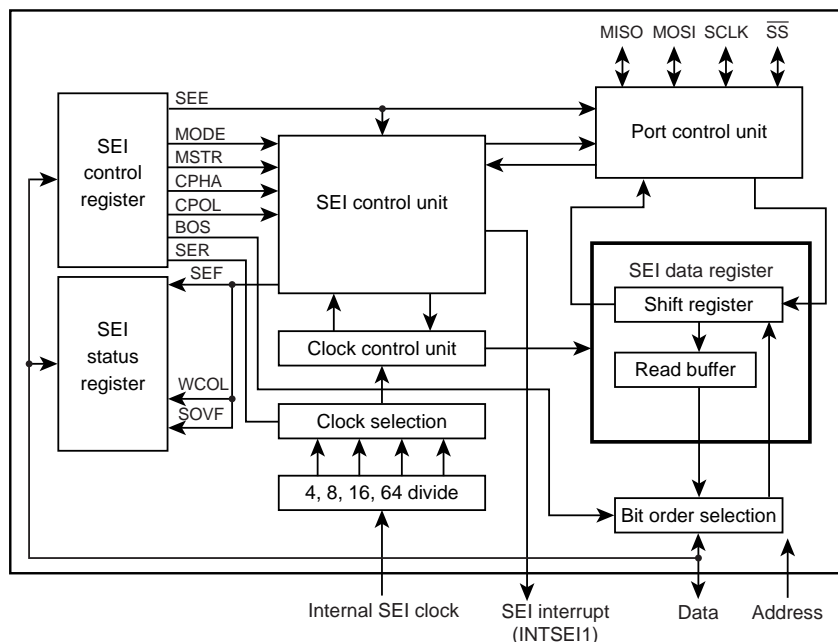 MISO MOSI SCLK SS
SEE
SEI
control
register
MODE
MSTR
CPHA
CPOL
BOS
SER
SEF
SEI control unit
Port control unit
SEI data register
Shift register
Read buffer
SEI
status
register
WCOL
SOVF
Clock control unit
Clock selection
4, 8, 16, 64 divide
Bit order selection
Internal SEI clock
SEI interrupt
(INTSEI1)
Data
Address